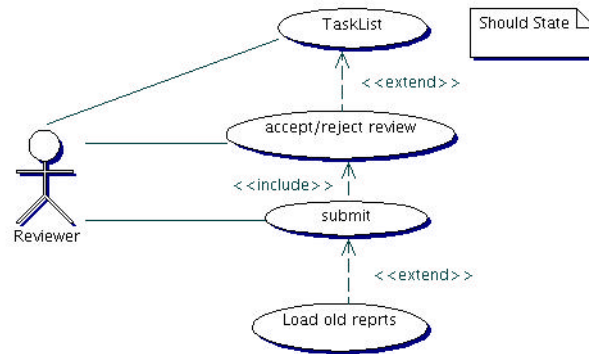 TaskList
Should State
<<extend>>
accept/reject review
<<include>>
submit
Reviewer
<<extend>>
Load old reprts